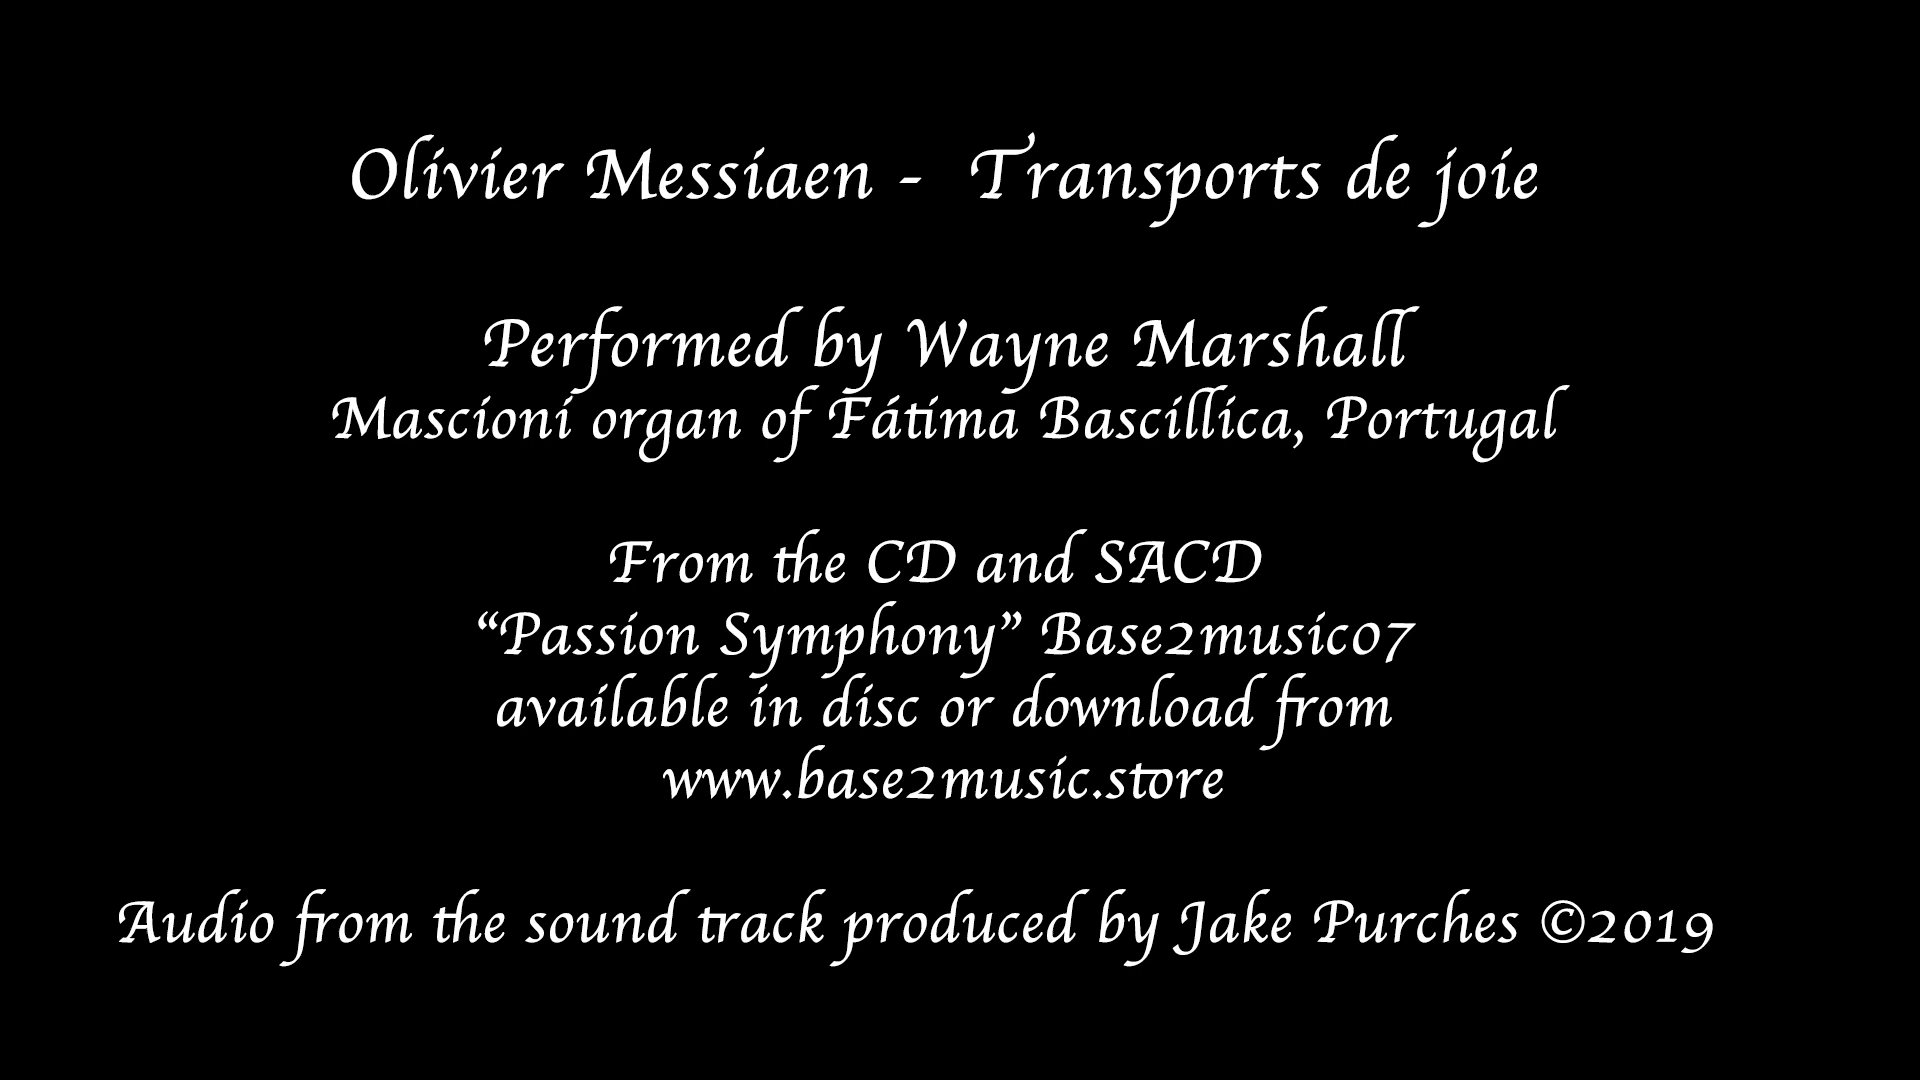 Olivier Messiaen - Transports de joie
Performed by Wayne Marshall
Mascioni organ of Fátima Bascillica, Portugal
From the CD and SACD
“Passion Symphony” Base2music07
available in disc or download from
www.base2music.store
Audio from the sound track produced by Jake Purches ©2019